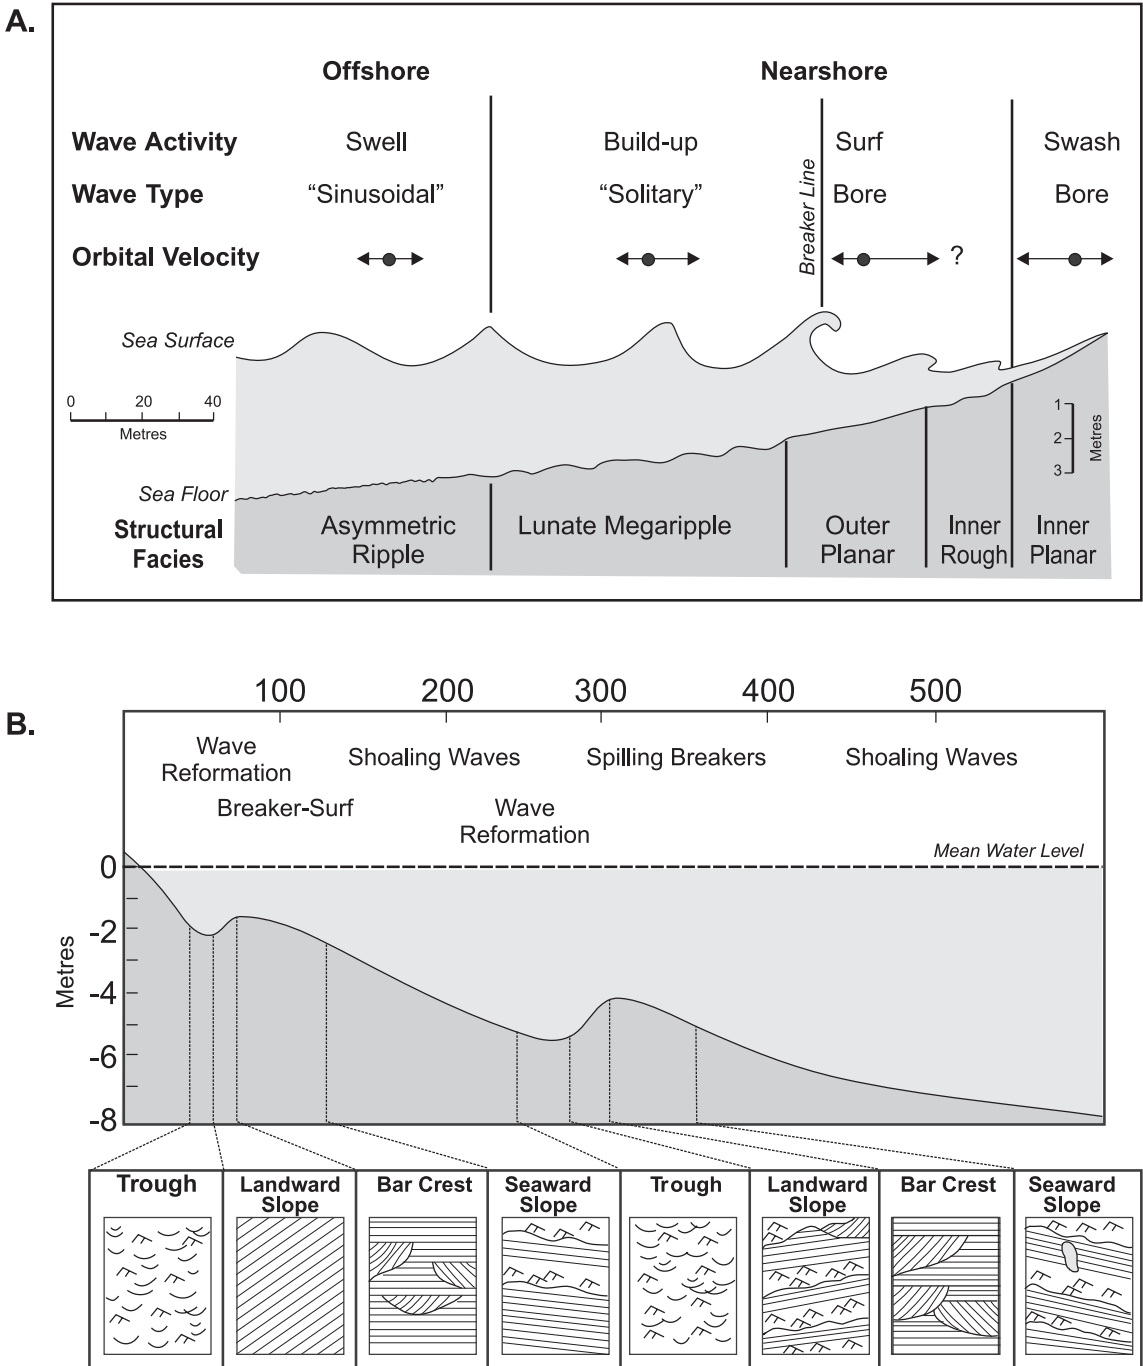 A.
Offshore Nearshore
Wave Activity Swell Build-up Surf Swash
Wave Type “Sinusoidal” “Solitary” Bore Bore
Breaker Line
Orbital Velocity ?
Sea Surface
0 20 40
Metres
1
2
3
Metres
Sea Floor
Structural
Facies
Asymmetric
Ripple
Lunate Megaripple
Outer
Planar
Inner
Rough
Inner
Planar
B.
100 200 300 400 500
Wave
Reformation
Shoaling Waves
Spilling Breakers
Shoaling Waves
Breaker-Surf
Wave
Reformation
Mean Water Level
0
-2
-4
-6
-8
Metres
Trough
Landward
Slope
Bar Crest
Seaward
Slope
Trough
Landward
Slope
Bar Crest
Seaward
Slope